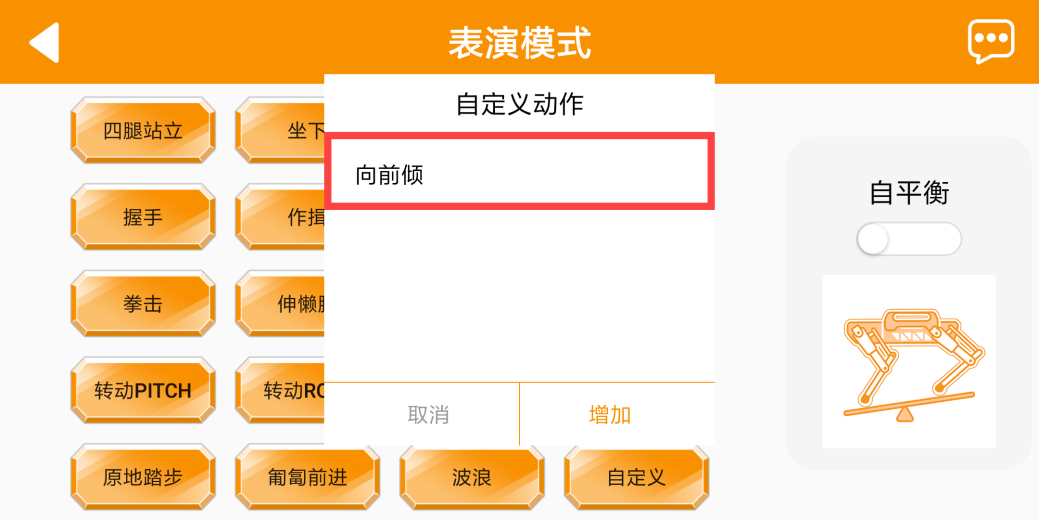 表演模式
自定义动作
向前倾
取消
增加
四腿站立
坐下
握手
作揖
拳击
伸懒
转动PITCH
转动RO
原地踏步
匍匐前进
波浪
自定义
自平衡